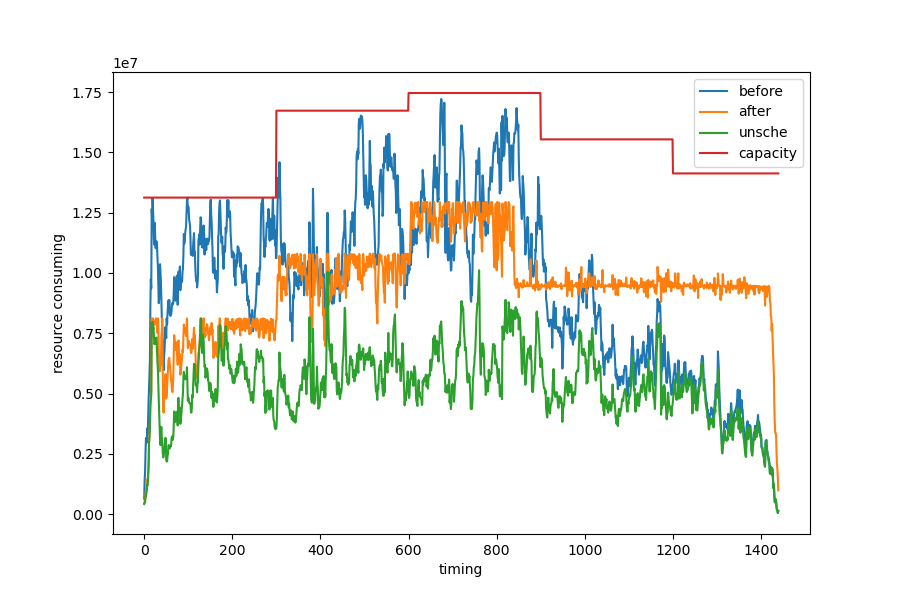 1e7
1.75
1.50
1.25
1.00
0.75
0.50
0.25
0.00
resource consuming
before
after
unsche
capacity
0 200 400 600 800 1000 1200 1400
timing